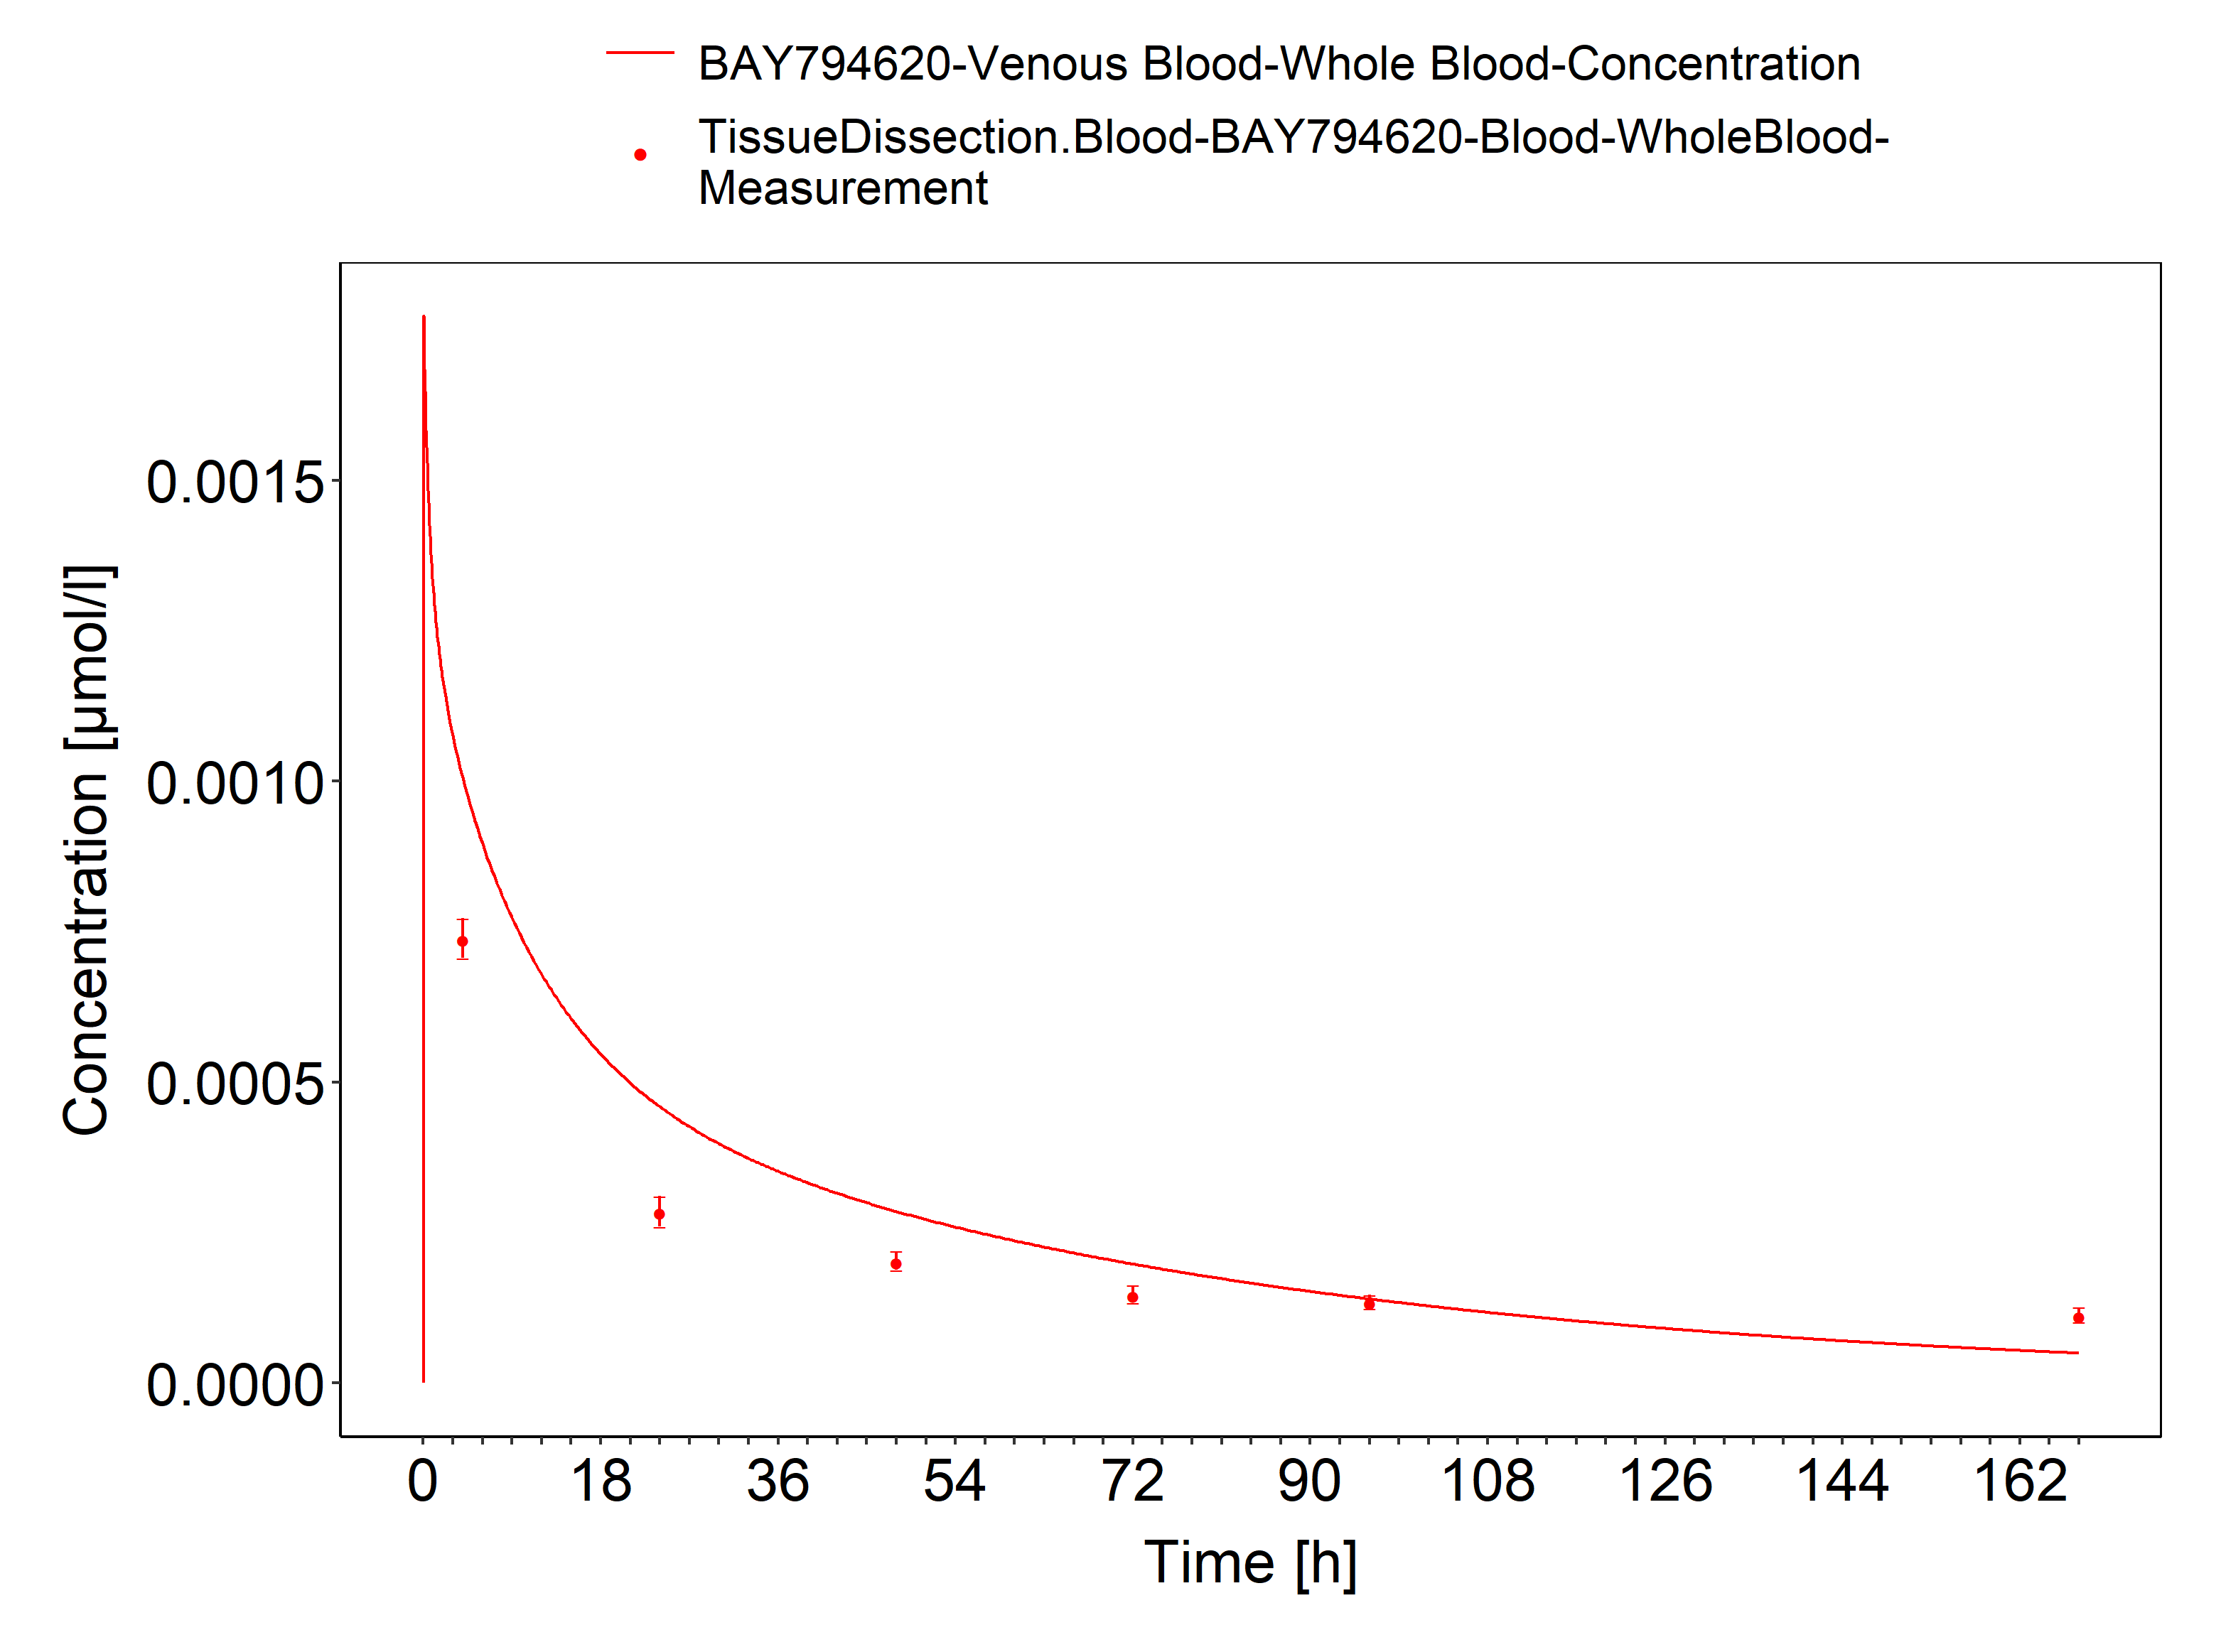 BAY794620-Venous Blood-Whole Blood-Concentration
TissueDissection.Blood-BAY794620-Blood-WholeBlood-
Measurement
0.0015
0.0010
0.0005
0.0000
Concentration [µmol/l]
0 18 36 54 72 90 108 126 144 162
Time [h]